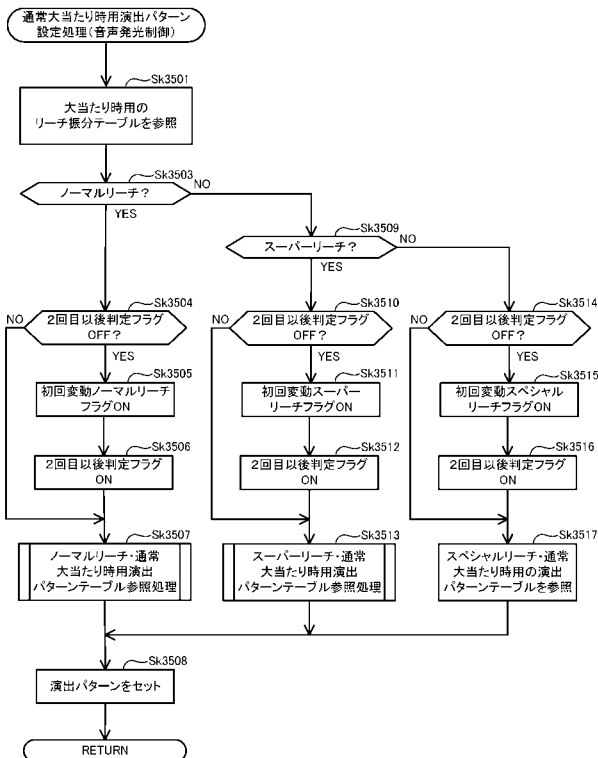 通常大当たり時用演出パターン
設定処理(音声発光制御)
Sk3501
大当たり時用の
リーチ振分テーブルを参照
Sk3503
ノーマルリーチ？
NO
YES
Sk3509
スーパーリーチ？
NO
YES
Sk3504
2回目以後判定フラグ
OFF？
NO
YES
Sk3510
2回目以後判定フラグ
OFF？
NO
YES
Sk3514
2回目以後判定フラグ
OFF？
NO
YES
Sk3505
初回変動ノーマルリーチ
フラグON
Sk3511
初回変動スーパー
リーチフラグON
Sk3515
初回変動スペシャル
リーチフラグON
Sk3506
2回目以後判定フラグ
ON
Sk3512
2回目以後判定フラグ
ON
Sk3516
2回目以後判定フラグ
ON
Sk3507
ノーマルリーチ・通常
大当たり時用演出
パターンテーブル参照処理
Sk3513
スーパーリーチ・通常
大当たり時用演出
パターンテーブル参照処理
Sk3517
スペシャルリーチ・通常
大当たり時用の演出
パターンテーブルを参照
Sk3508
演出パターンをセット
RETURN